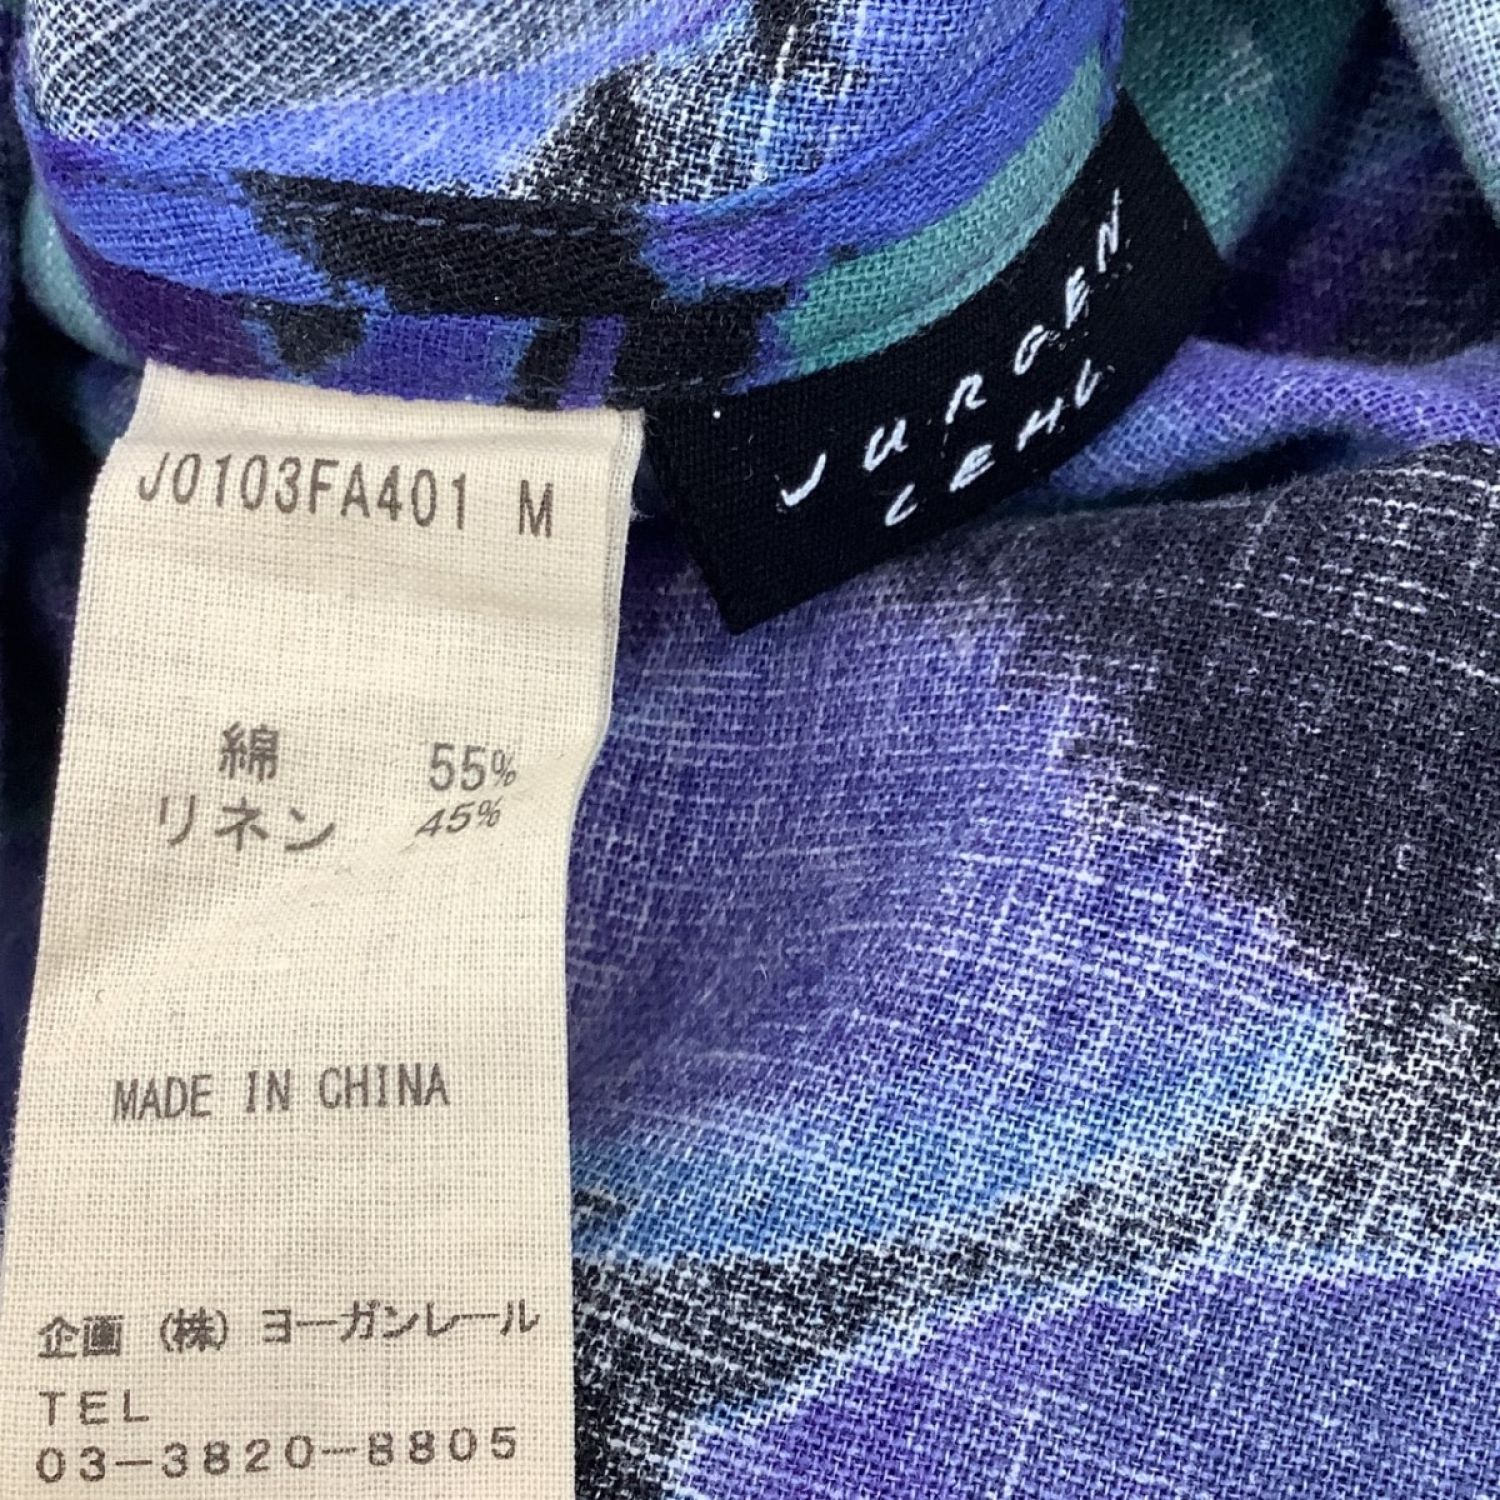 JURGEN
LEHL
J0103FA401 M
綿 55%
リネン 45%
MADE IN CHINA
企画 (株) ヨーガンレール
TEL
03-3820-8805